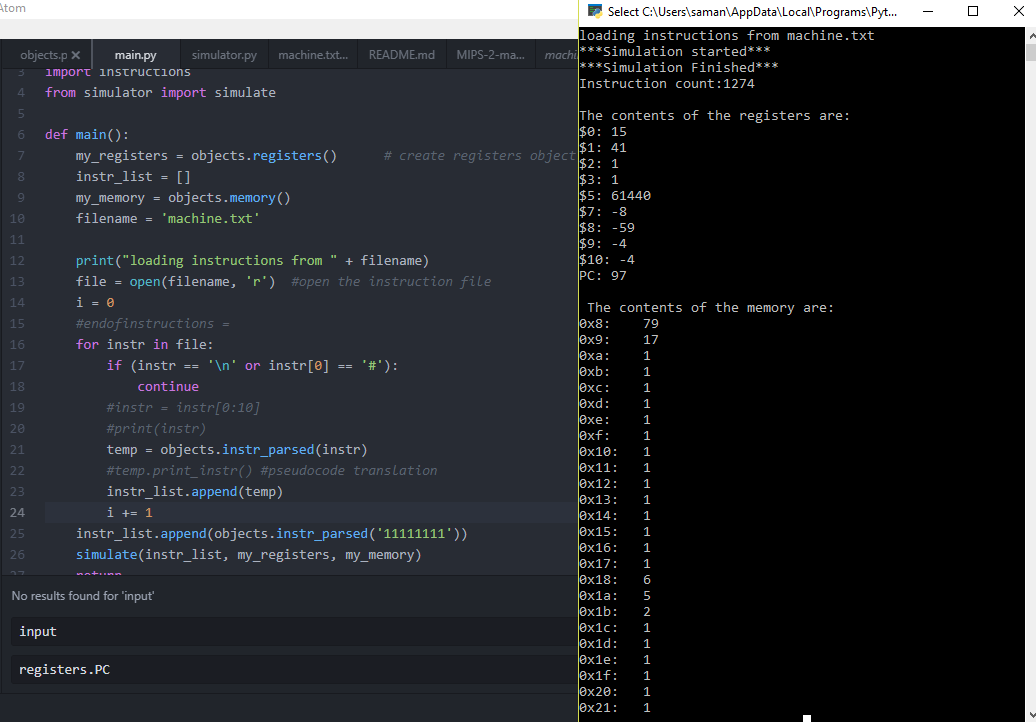 Atom
objects.p
main.py
simulator.py
machine.txt...
README.md
MIPS-2-ma...
3 import instructions
4 from simulator import simulate
5
6 def main():
7 my_registers = objects.registers() # create registers object
8 instr_list = []
9 my_memory = objects.memory()
10 filename = 'machine.txt'
11
12 print("loading instructions from " + filename)
13 file = open(filename, 'r') #open the instruction file
14 i = 0
15 #endofinstructions =
16 for instr in file:
17 if (instr == '\n' or instr[0] == '#'):
18 continue
19 #instr = instr[0:10]
20 #print(instr)
21 temp = objects.instr_parsed(instr)
22 #temp.print_instr() #pseudocode translation
23 instr_list.append(temp)
24 i += 1
25 instr_list.append(objects.instr_parsed('11111111'))
26 simulate(instr_list, my_registers, my_memory)
27 return
No results found for 'input'
input
registers.PC
Select C:\Users\saman\AppData\Local\Programs\Pyt...
loading instructions from machine.txt
***Simulation started***
***Simulation Finished***
Instruction count:1274
The contents of the registers are:
$0: 15
$1: 41
$2: 1
$3: 1
$5: 61440
$7: -8
$8: -59
$9: -4
$10: -4
PC: 97
The contents of the memory are:
0x8: 79
0x9: 17
0xa: 1
0xb: 1
0xc: 1
0xd: 1
0xe: 1
0xf: 1
0x10: 1
0x11: 1
0x12: 1
0x13: 1
0x14: 1
0x15: 1
0x16: 1
0x17: 1
0x18: 6
0x1a: 5
0x1b: 2
0x1c: 1
0x1d: 1
0x1e: 1
0x1f: 1
0x20: 1
0x21: 1